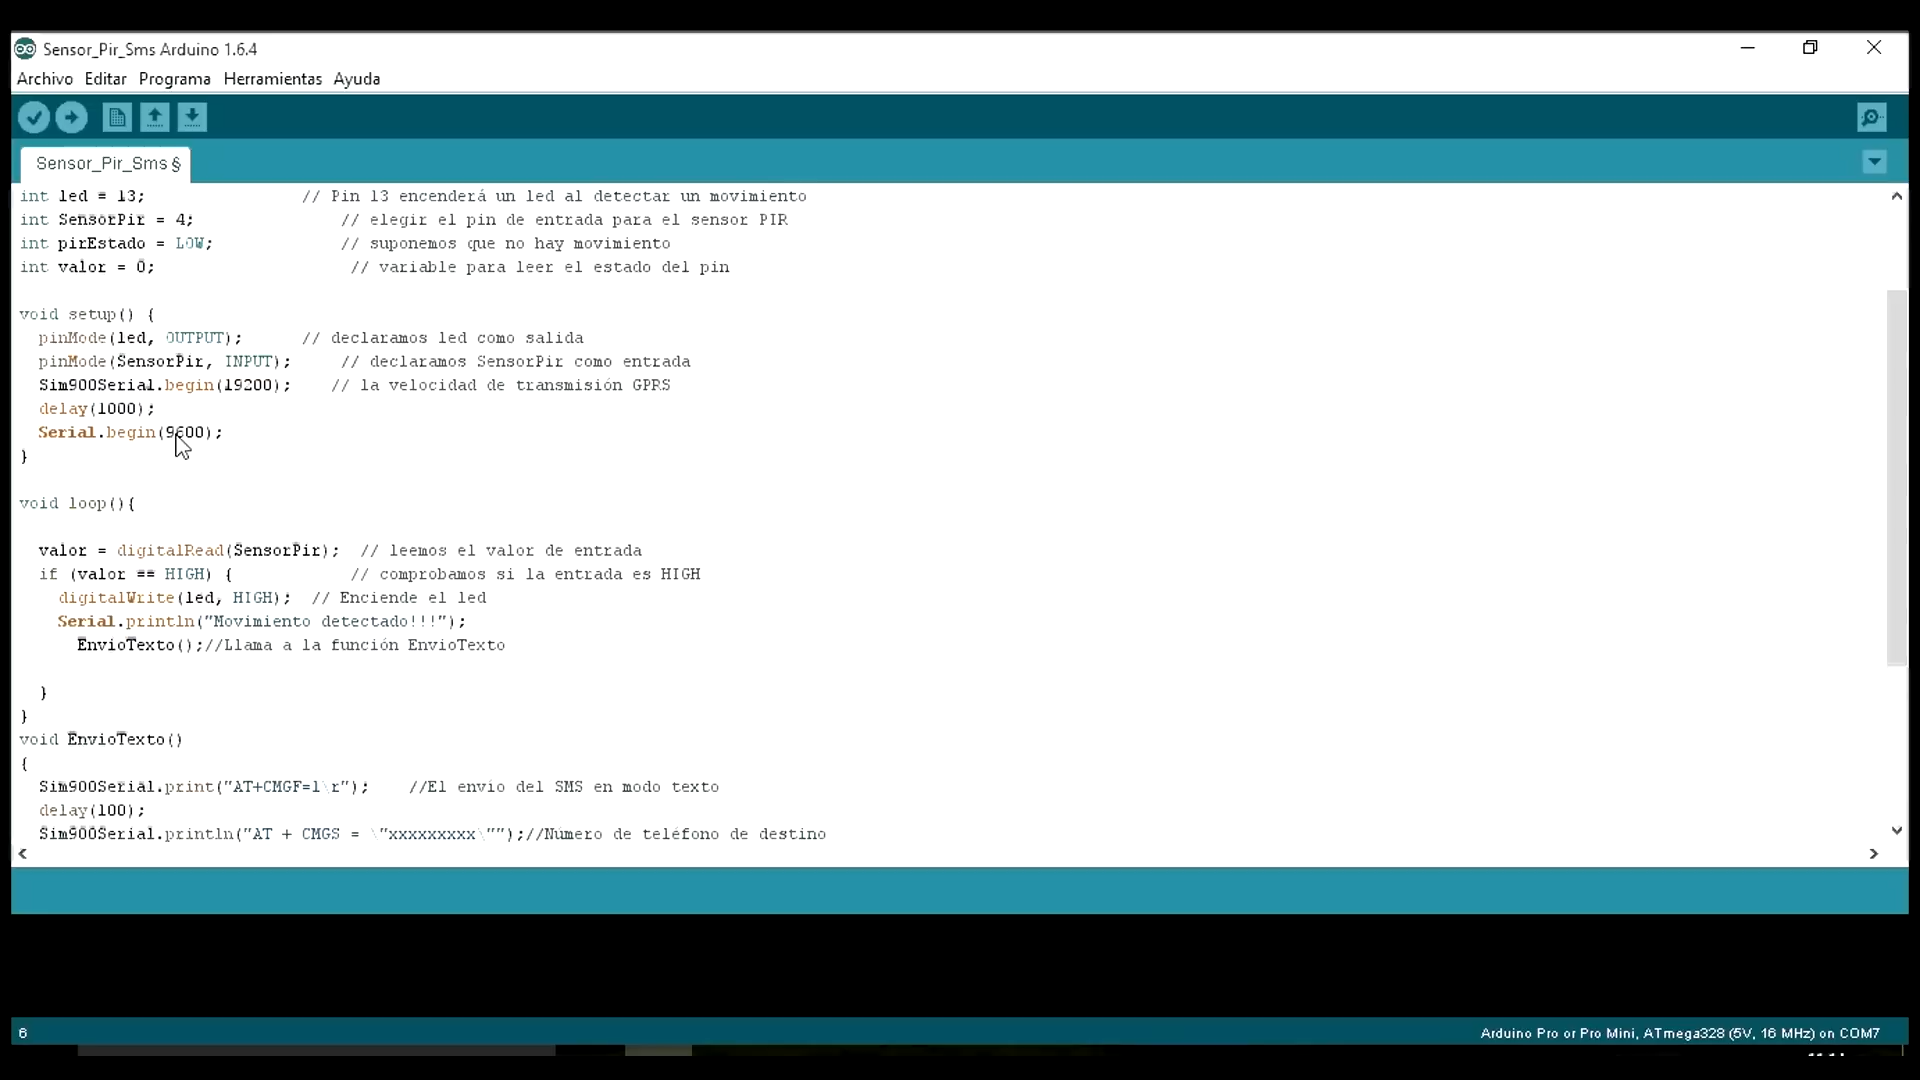 Sensor_Pir_Sms Arduino 1.6.4
Archivo Editar Programa Herramientas Ayuda
Sensor_Pir_Sms §
int led = 13; // Pin 13 encenderá un led al detectar un movimiento
int SensorPir = 4; // elegir el pin de entrada para el sensor PIR
int pirEstado = LOW; // suponemos que no hay movimiento
int valor = 0; // variable para leer el estado del pin
void setup() {
pinMode(led, OUTPUT); // declaramos led como salida
pinMode(SensorPir, INPUT); // declaramos SensorPir como entrada
Sim900Serial.begin(19200); // la velocidad de transmisión GPRS
delay(1000);
Serial.begin(9600);
}
void loop(){
valor = digitalRead(SensorPir); // leemos el valor de entrada
if (valor == HIGH) { // comprobamos si la entrada es HIGH
digitalWrite(led, HIGH); // Enciende el led
Serial.println("Movimiento detectado!!!");
EnvioTexto();//Llama a la función EnvioTexto
}
}
void EnvioTexto()
{
Sim900Serial.print("AT+CMGF=1\r"); //El envio del SMS en modo texto
delay(100);
Sim900Serial.println("AT + CMGS = \"xxxxxxxxx\"");//Número de teléfono de destino
6
Arduino Pro or Pro Mini, ATmega328 (5V, 16 MHz) on COM7